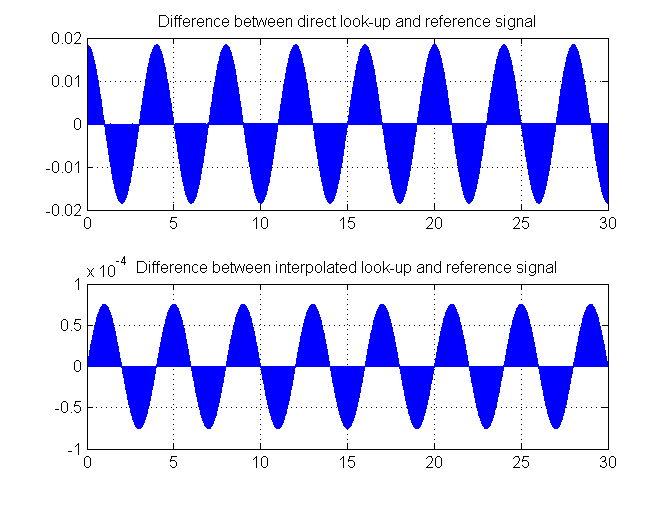 Difference between direct look-up and reference signal
0.02
0.01
0
-0.01
-0.02
0 5 10 15 20 25 30
x 10^-4 Difference between interpolated look-up and reference signal
1
0.5
0
-0.5
-1
0 5 10 15 20 25 30